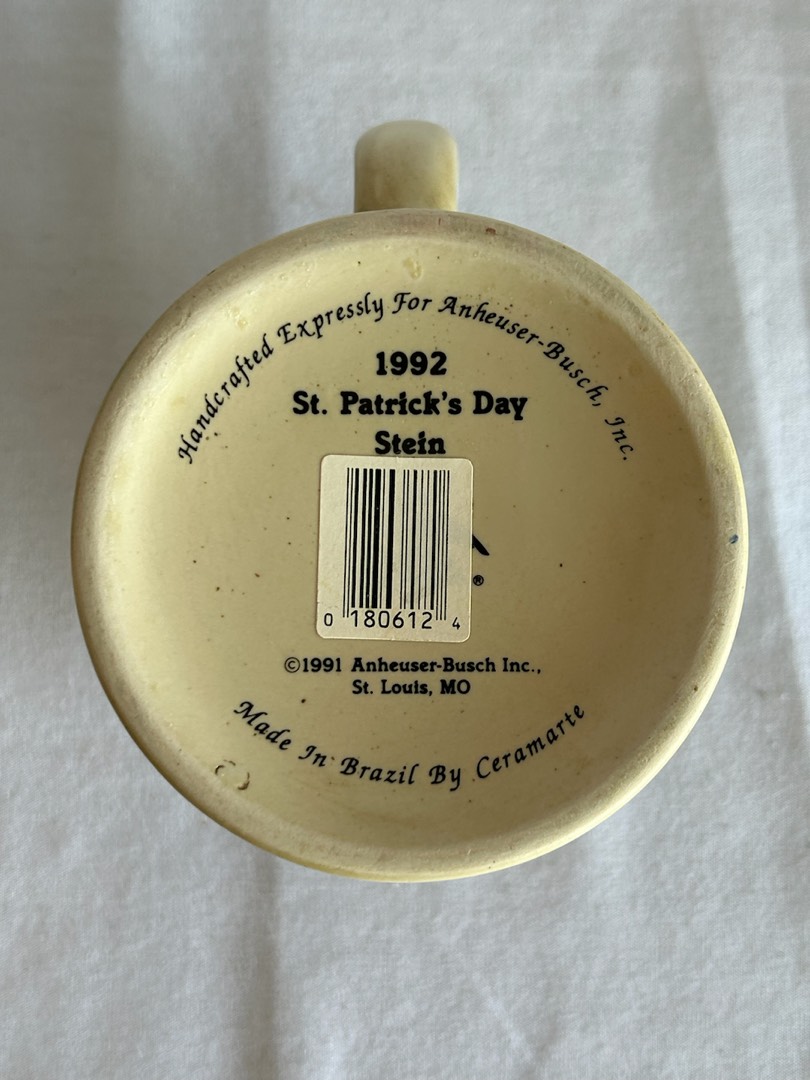 Handcrafted Expressly For Anheuser-Busch, Inc.
1992
St. Patrick's Day
Stein
®
0 180612 4
©1991 Anheuser-Busch Inc.,
St. Louis, MO
Made In Brazil By Ceramarte